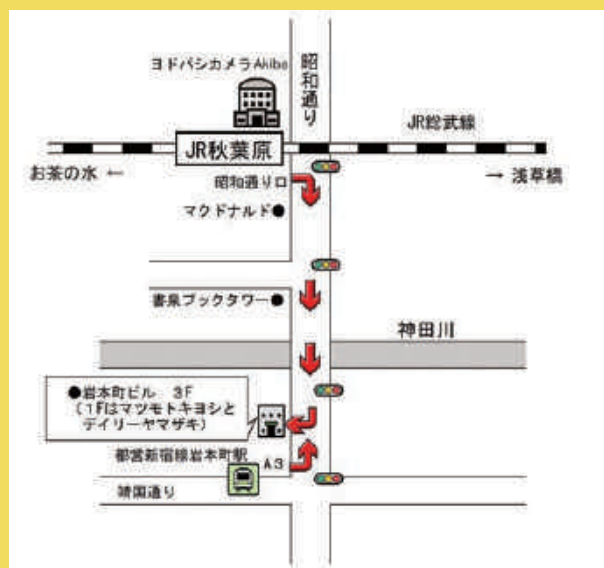 ヨドバシカメラAkiba
昭和通り
JR総武線
JR秋葉原
お茶の水 ←
→ 浅草橋
昭和通り口
マクドナルド●
書泉ブックタワー●
神田川
●岩本町ビル 3F
(1Fはマツモトキヨシと
デイリーヤマザキ)
都営新宿線岩本町駅
A3
靖国通り